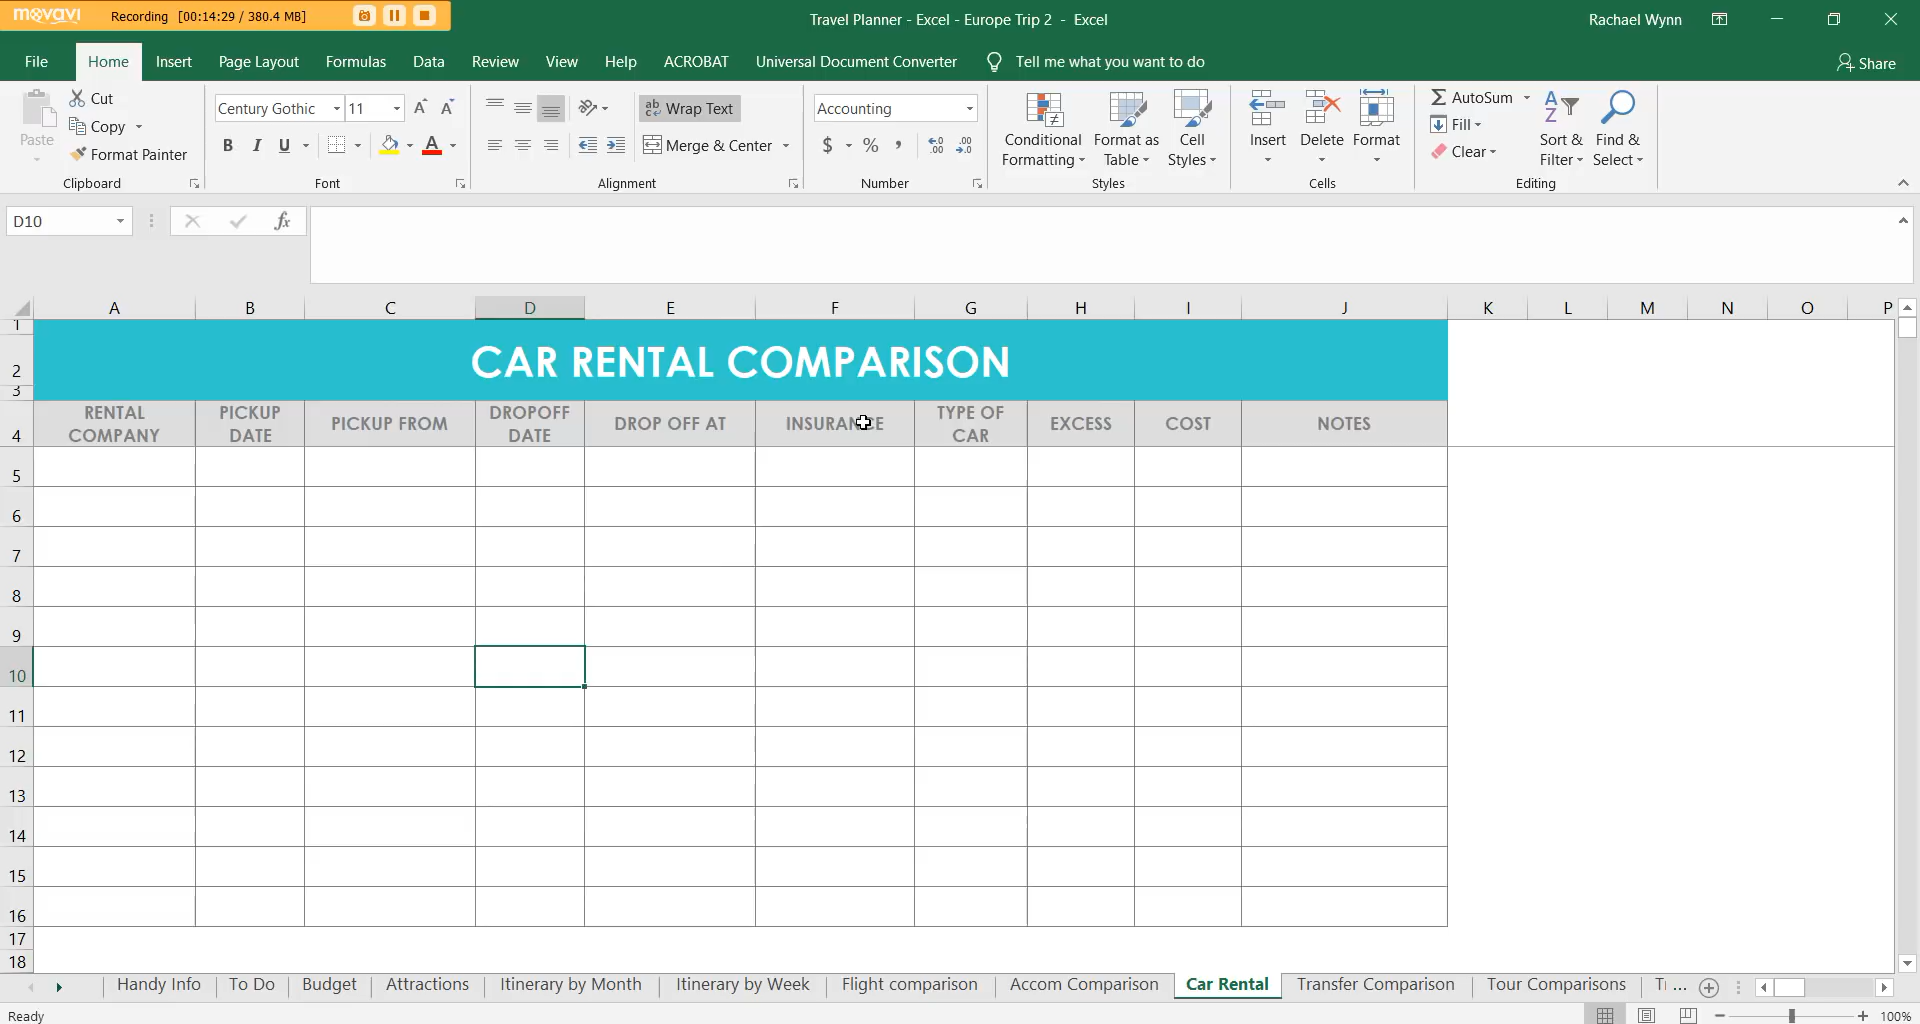 movavi Recording [00:14:29 / 380.4 MB]
Travel Planner - Excel - Europe Trip 2 - Excel
Rachael Wynn
File Home Insert Page Layout Formulas Data Review View Help ACROBAT Universal Document Converter Tell me what you want to do Share
Paste
Cut
Copy
Format Painter
Clipboard
Century Gothic 11
B I U
Font
Wrap Text
Merge & Center
Alignment
Accounting
$ % ,
Number
Conditional Formatting
Format as Table
Cell Styles
Styles
Insert Delete Format
Cells
AutoSum
Fill
Clear
Sort & Filter
Find & Select
Editing
D10
fx
A B C D E F G H I J K L M N O P
1
2 CAR RENTAL COMPARISON
3
4 RENTAL COMPANY PICKUP DATE PICKUP FROM DROPOFF DATE DROP OFF AT INSURANCE TYPE OF CAR EXCESS COST NOTES
5
6
7
8
9
10
11
12
13
14
15
16
17
18
Handy Info To Do Budget Attractions Itinerary by Month Itinerary by Week Flight comparison Accom Comparison Car Rental Transfer Comparison Tour Comparisons ...
Ready 100%